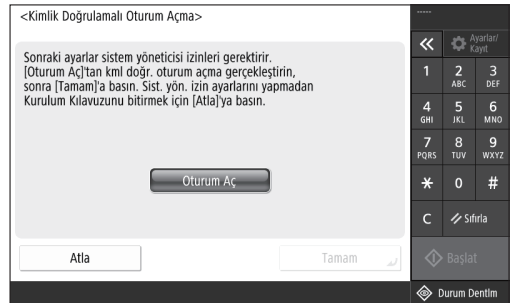 <Kimlik Doğrulamalı Oturum Açma>
Sonraki ayarlar sistem yöneticisi izinleri gerektirir.
[Oturum Aç]'tan kml doğr. oturum açma gerçekleştirin,
sonra [Tamam]'a basın. Sist. yön. izin ayarlarını yapmadan
Kurulum Kılavuzunu bitirmek için [Atla]'ya basın.
Oturum Aç
Atla
Tamam
-----
Ayarlar/
Kayıt
1 2 3
ABC DEF
4 5 6
GHI JKL MNO
7 8 9
PQRS TUV WXYZ
* 0 #
C Sıfırla
Başlat
Durum Dentlm